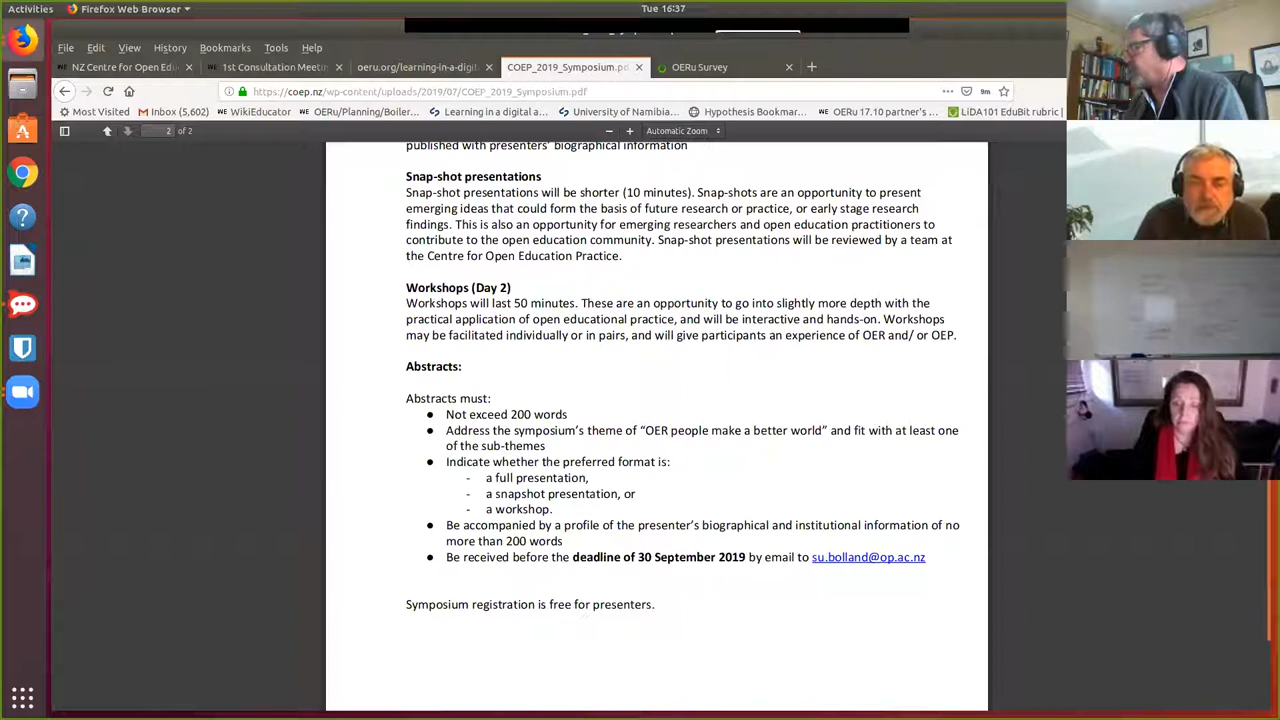 Activities
Firefox Web Browser
Tue 16:37
File Edit View History Bookmarks Tools Help
NZ Centre for Open Edu
1st Consultation Meetin
oeru.org/learning-in-a-digit
COEP_2019_Symposium.pd
OERu Survey
https://coep.nz/wp-content/uploads/2019/07/COEP_2019_Symposium.pdf
9m
Most Visited
Inbox (5,602)
WikiEducator
OERu/Planning/Boiler...
Learning in a digital a...
University of Namibia...
Hypothesis Bookmar...
OERu 17.10 partner's ...
LiDA101 EduBit rubric
2 of 2
Automatic Zoom
published with presenters' biographical information
Snap-shot presentations
Snap-shot presentations will be shorter (10 minutes). Snap-shots are an opportunity to present
emerging ideas that could form the basis of future research or practice, or early stage research
findings. This is also an opportunity for emerging researchers and open education practitioners to
contribute to the open education community. Snap-shot presentations will be reviewed by a team at
the Centre for Open Education Practice.
Workshops (Day 2)
Workshops will last 50 minutes. These are an opportunity to go into slightly more depth with the
practical application of open educational practice, and will be interactive and hands-on. Workshops
may be facilitated individually or in pairs, and will give participants an experience of OER and/ or OEP.
Abstracts:
Abstracts must:
● Not exceed 200 words
● Address the symposium's theme of "OER people make a better world" and fit with at least one
of the sub-themes
● Indicate whether the preferred format is:
- a full presentation,
- a snapshot presentation, or
- a workshop.
● Be accompanied by a profile of the presenter's biographical and institutional information of no
more than 200 words
● Be received before the deadline of 30 September 2019 by email to su.bolland@op.ac.nz
Symposium registration is free for presenters.